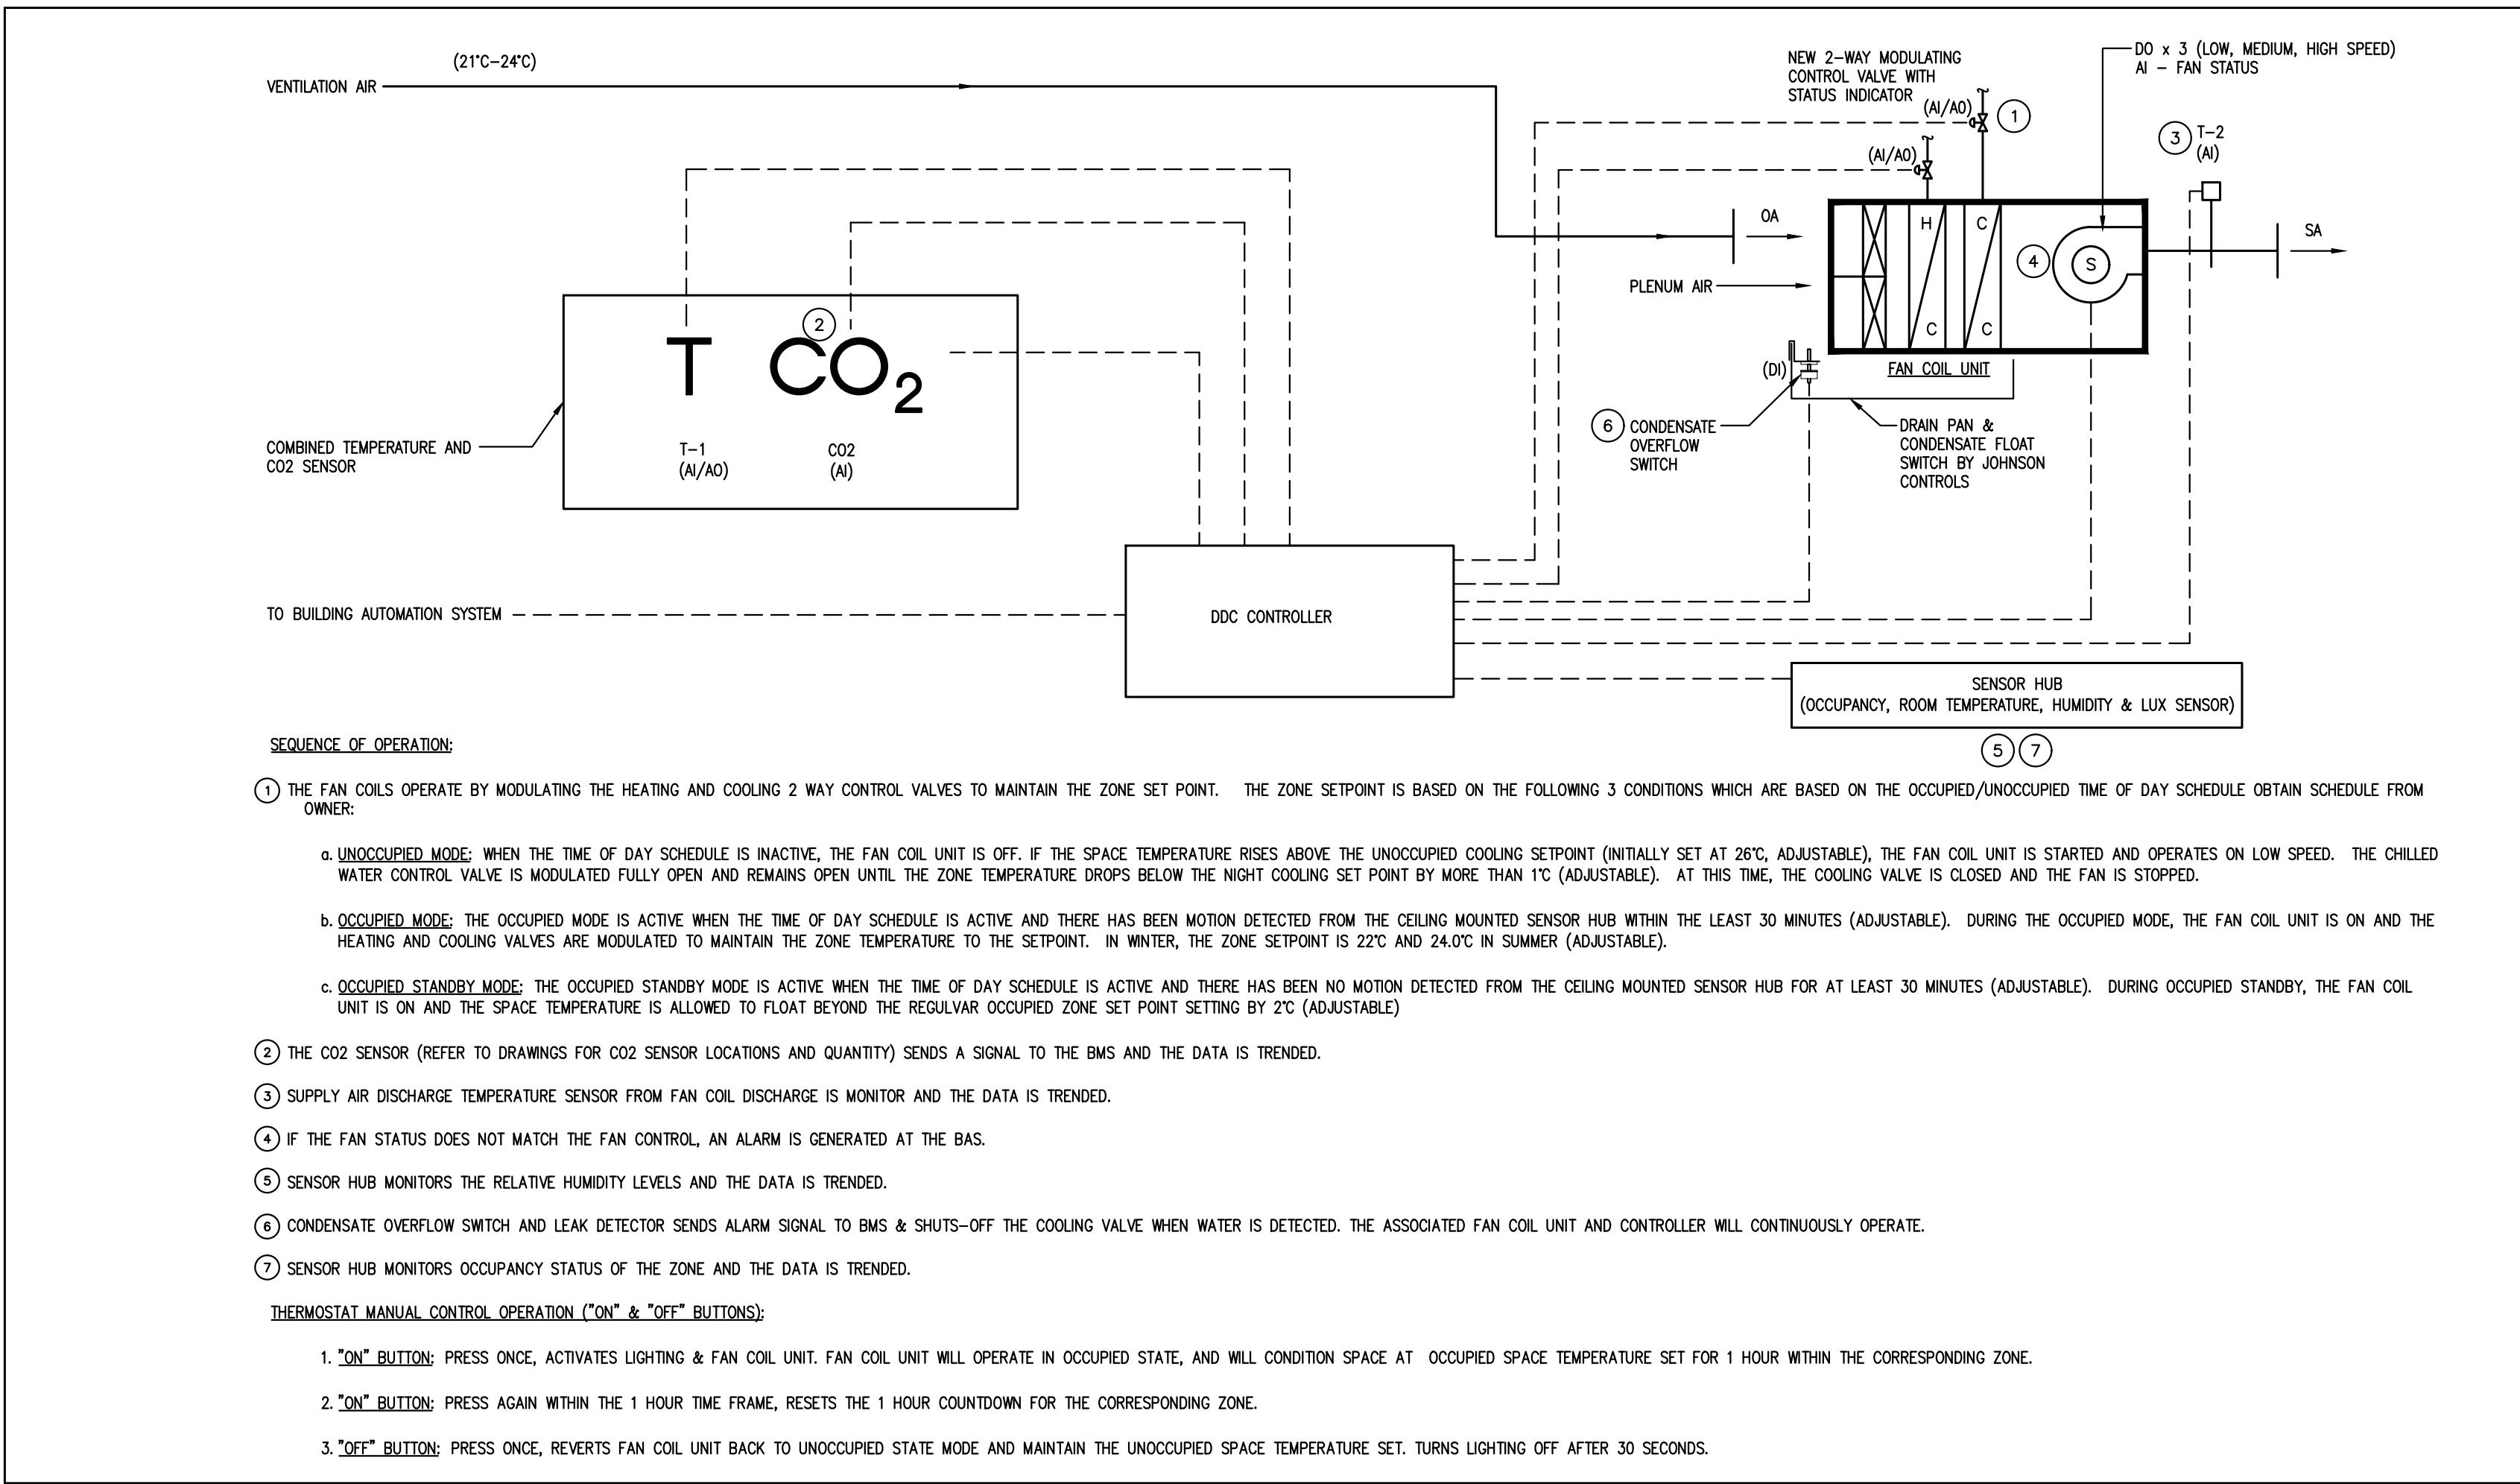 (21°C-24°C)
VENTILATION AIR
NEW 2-WAY MODULATING
CONTROL VALVE WITH
STATUS INDICATOR
(AI/AO)
1
(AI/AO)
DO x 3 (LOW, MEDIUM, HIGH SPEED)
AI - FAN STATUS
3
T-2
(AI)
OA
SA
H
C
C
C
4
S
PLENUM AIR
FAN COIL UNIT
(DI)
6
CONDENSATE
OVERFLOW
SWITCH
DRAIN PAN &
CONDENSATE FLOAT
SWITCH BY JOHNSON
CONTROLS
2
T
CO2
T-1
(AI/AO)
CO2
(AI)
COMBINED TEMPERATURE AND
CO2 SENSOR
TO BUILDING AUTOMATION SYSTEM
DDC CONTROLLER
SENSOR HUB
(OCCUPANCY, ROOM TEMPERATURE, HUMIDITY & LUX SENSOR)
5 7
SEQUENCE OF OPERATION:
1 THE FAN COILS OPERATE BY MODULATING THE HEATING AND COOLING 2 WAY CONTROL VALVES TO MAINTAIN THE ZONE SET POINT. THE ZONE SETPOINT IS BASED ON THE FOLLOWING 3 CONDITIONS WHICH ARE BASED ON THE OCCUPIED/UNOCCUPIED TIME OF DAY SCHEDULE OBTAIN SCHEDULE FROM
OWNER:
a. UNOCCUPIED MODE: WHEN THE TIME OF DAY SCHEDULE IS INACTIVE, THE FAN COIL UNIT IS OFF. IF THE SPACE TEMPERATURE RISES ABOVE THE UNOCCUPIED COOLING SETPOINT (INITIALLY SET AT 26°C, ADJUSTABLE), THE FAN COIL UNIT IS STARTED AND OPERATES ON LOW SPEED. THE CHILLED
WATER CONTROL VALVE IS MODULATED FULLY OPEN AND REMAINS OPEN UNTIL THE ZONE TEMPERATURE DROPS BELOW THE NIGHT COOLING SET POINT BY MORE THAN 1°C (ADJUSTABLE). AT THIS TIME, THE COOLING VALVE IS CLOSED AND THE FAN IS STOPPED.
b. OCCUPIED MODE: THE OCCUPIED MODE IS ACTIVE WHEN THE TIME OF DAY SCHEDULE IS ACTIVE AND THERE HAS BEEN MOTION DETECTED FROM THE CEILING MOUNTED SENSOR HUB WITHIN THE LEAST 30 MINUTES (ADJUSTABLE). DURING THE OCCUPIED MODE, THE FAN COIL UNIT IS ON AND THE
HEATING AND COOLING VALVES ARE MODULATED TO MAINTAIN THE ZONE TEMPERATURE TO THE SETPOINT. IN WINTER, THE ZONE SETPOINT IS 22°C AND 24.0°C IN SUMMER (ADJUSTABLE).
c. OCCUPIED STANDBY MODE: THE OCCUPIED STANDBY MODE IS ACTIVE WHEN THE TIME OF DAY SCHEDULE IS ACTIVE AND THERE HAS BEEN NO MOTION DETECTED FROM THE CEILING MOUNTED SENSOR HUB FOR AT LEAST 30 MINUTES (ADJUSTABLE). DURING OCCUPIED STANDBY, THE FAN COIL
UNIT IS ON AND THE SPACE TEMPERATURE IS ALLOWED TO FLOAT BEYOND THE REGULVAR OCCUPIED ZONE SET POINT SETTING BY 2°C (ADJUSTABLE)
2 THE CO2 SENSOR (REFER TO DRAWINGS FOR CO2 SENSOR LOCATIONS AND QUANTITY) SENDS A SIGNAL TO THE BMS AND THE DATA IS TRENDED.
3 SUPPLY AIR DISCHARGE TEMPERATURE SENSOR FROM FAN COIL DISCHARGE IS MONITOR AND THE DATA IS TRENDED.
4 IF THE FAN STATUS DOES NOT MATCH THE FAN CONTROL, AN ALARM IS GENERATED AT THE BAS.
5 SENSOR HUB MONITORS THE RELATIVE HUMIDITY LEVELS AND THE DATA IS TRENDED.
6 CONDENSATE OVERFLOW SWITCH AND LEAK DETECTOR SENDS ALARM SIGNAL TO BMS & SHUTS-OFF THE COOLING VALVE WHEN WATER IS DETECTED. THE ASSOCIATED FAN COIL UNIT AND CONTROLLER WILL CONTINUOUSLY OPERATE.
7 SENSOR HUB MONITORS OCCUPANCY STATUS OF THE ZONE AND THE DATA IS TRENDED.
THERMOSTAT MANUAL CONTROL OPERATION ("ON" & "OFF" BUTTONS):
1. "ON" BUTTON: PRESS ONCE, ACTIVATES LIGHTING & FAN COIL UNIT. FAN COIL UNIT WILL OPERATE IN OCCUPIED STATE, AND WILL CONDITION SPACE AT OCCUPIED SPACE TEMPERATURE SET FOR 1 HOUR WITHIN THE CORRESPONDING ZONE.
2. "ON" BUTTON: PRESS AGAIN WITHIN THE 1 HOUR TIME FRAME, RESETS THE 1 HOUR COUNTDOWN FOR THE CORRESPONDING ZONE.
3. "OFF" BUTTON: PRESS ONCE, REVERTS FAN COIL UNIT BACK TO UNOCCUPIED STATE MODE AND MAINTAIN THE UNOCCUPIED SPACE TEMPERATURE SET. TURNS LIGHTING OFF AFTER 30 SECONDS.